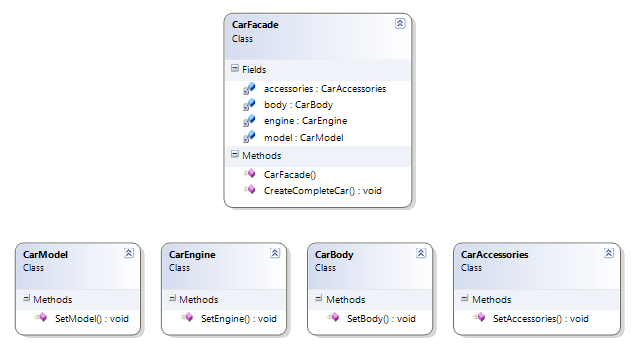 CarFacade
Class
Fields
accessories : CarAccessories
body : CarBody
engine : CarEngine
model : CarModel
Methods
CarFacade()
CreateCompleteCar() : void
CarModel
Class
Methods
SetModel() : void
CarEngine
Class
Methods
SetEngine() : void
CarBody
Class
Methods
SetBody() : void
CarAccessories
Class
Methods
SetAccessories() : void